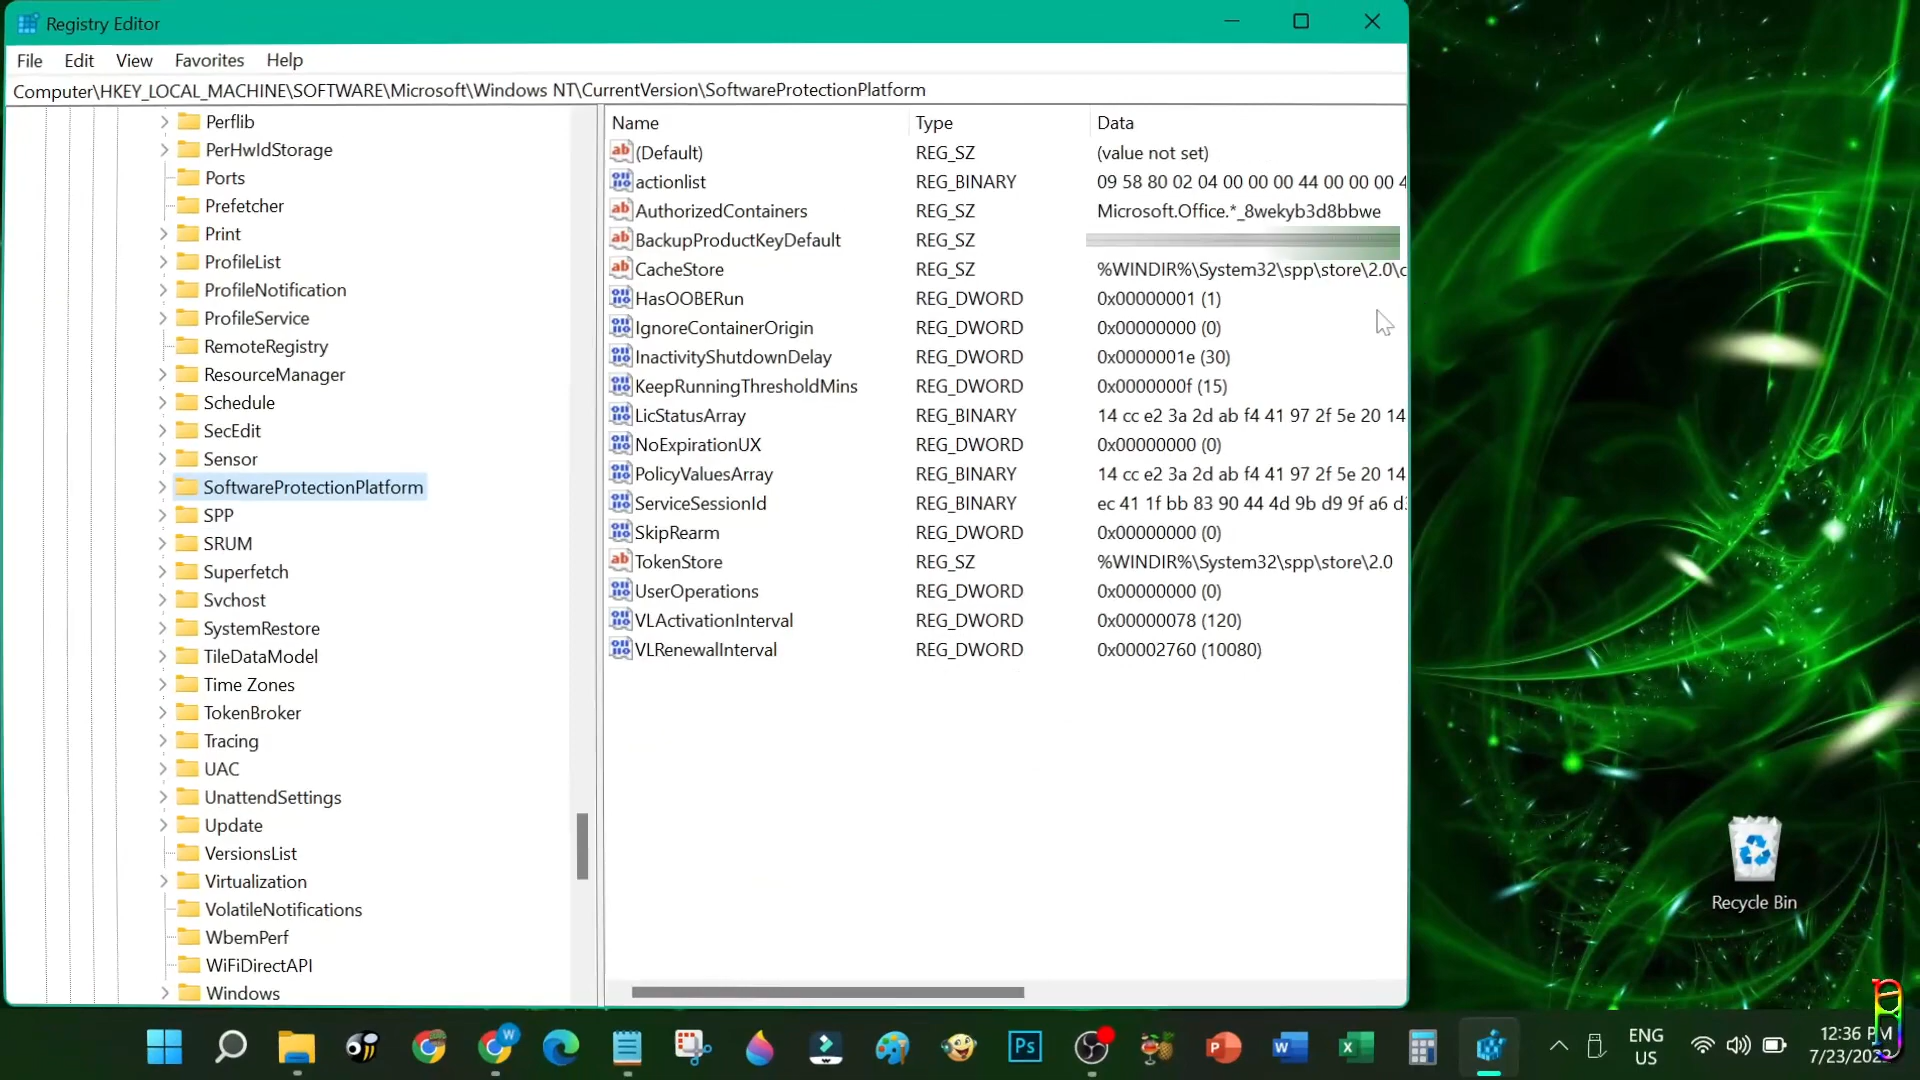 Registry Editor
File Edit View Favorites Help
Computer\HKEY_LOCAL_MACHINE\SOFTWARE\Microsoft\Windows NT\CurrentVersion\SoftwareProtectionPlatform
Perflib
PerHwIdStorage
Ports
Prefetcher
Print
ProfileList
ProfileNotification
ProfileService
RemoteRegistry
ResourceManager
Schedule
SecEdit
Sensor
SoftwareProtectionPlatform
SPP
SRUM
Superfetch
Svchost
SystemRestore
TileDataModel
Time Zones
TokenBroker
Tracing
UAC
UnattendSettings
Update
VersionsList
Virtualization
VolatileNotifications
WbemPerf
WiFiDirectAPI
Windows
Name Type Data
(Default) REG_SZ (value not set)
actionlist REG_BINARY 09 58 80 02 04 00 00 00 44 00 00 00 4
AuthorizedContainers REG_SZ Microsoft.Office.*_8wekyb3d8bbwe
BackupProductKeyDefault REG_SZ
CacheStore REG_SZ %WINDIR%\System32\spp\store\2.0\c
HasOOBERun REG_DWORD 0x00000001 (1)
IgnoreContainerOrigin REG_DWORD 0x00000000 (0)
InactivityShutdownDelay REG_DWORD 0x0000001e (30)
KeepRunningThresholdMins REG_DWORD 0x0000000f (15)
LicStatusArray REG_BINARY 14 cc e2 3a 2d ab f4 41 97 2f 5e 20 14
NoExpirationUX REG_DWORD 0x00000000 (0)
PolicyValuesArray REG_BINARY 14 cc e2 3a 2d ab f4 41 97 2f 5e 20 14
ServiceSessionId REG_BINARY ec 41 1f bb 83 90 44 4d 9b d9 9f a6 d
SkipRearm REG_DWORD 0x00000000 (0)
TokenStore REG_SZ %WINDIR%\System32\spp\store\2.0
UserOperations REG_DWORD 0x00000000 (0)
VLActivationInterval REG_DWORD 0x00000078 (120)
VLRenewalInterval REG_DWORD 0x00002760 (10080)
Recycle Bin
W
Ps
P
W
X
ENG
US
12:36 PM